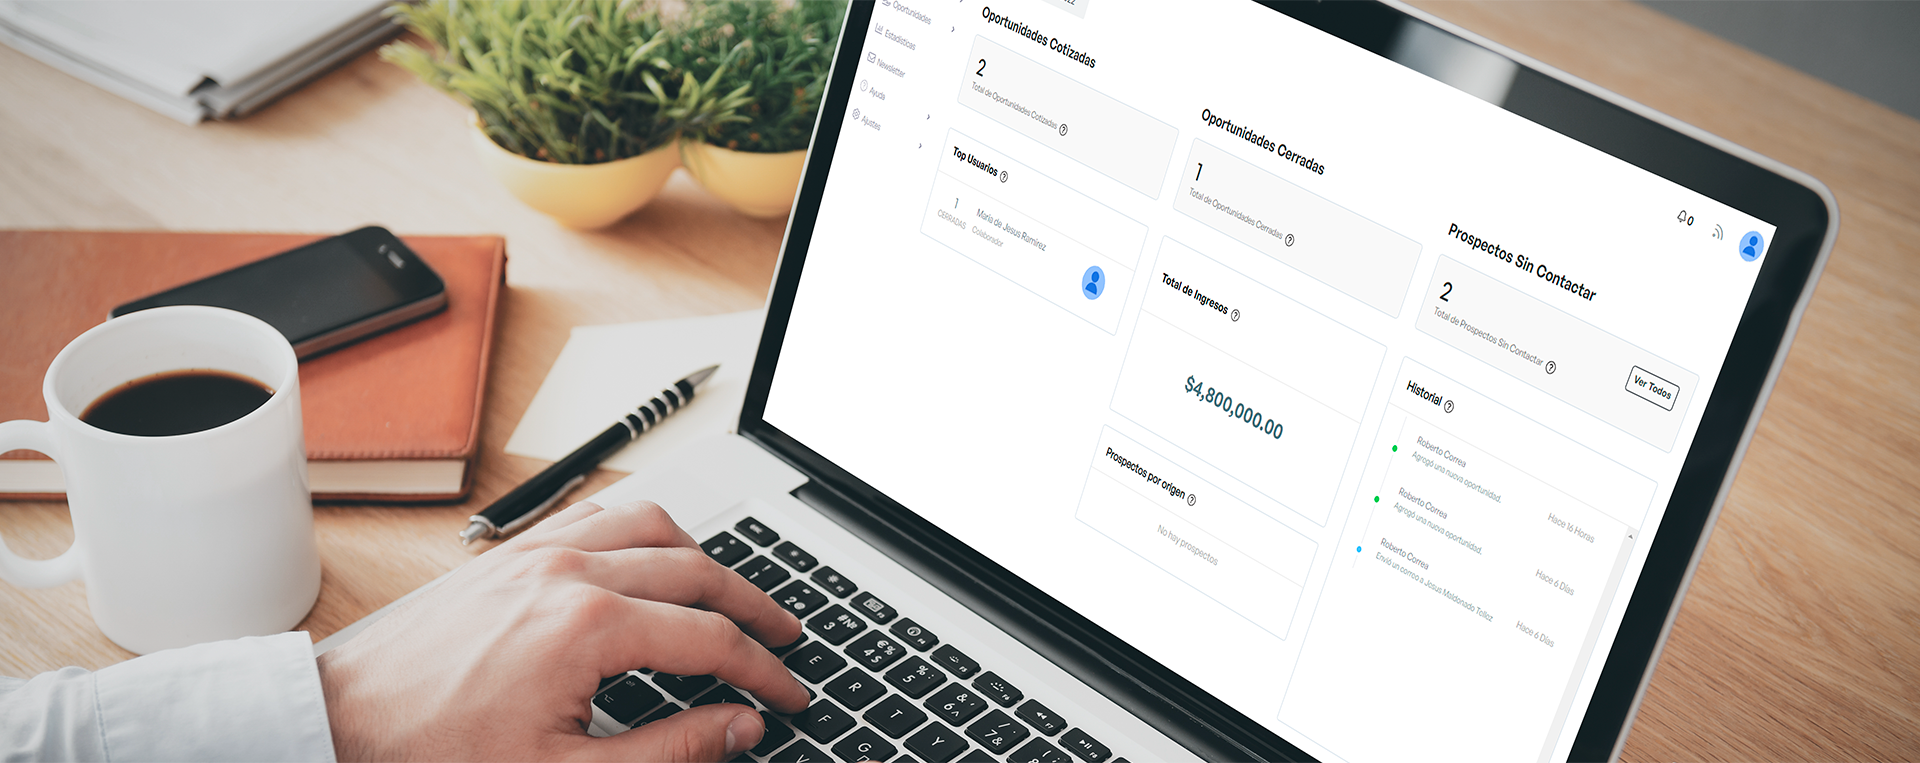 Oportunidades
Estadísticas
Newsletter
Ayuda
Ajustes
Oportunidades Cotizadas
2
Total de Oportunidades Cotizadas ?
Top Usuarios ?
1
CERRADAS
María de Jesus Ramirez
Colaborador
Oportunidades Cerradas
1
Total de Oportunidades Cerradas ?
Total de Ingresos ?
$4,800,000.00
Prospectos por origen ?
No hay prospectos
0
Prospectos Sin Contactar
2
Total de Prospectos Sin Contactar ?
Ver Todos
Historial ?
Roberto Correa
Agregó una nueva oportunidad.
Hace 16 Horas
Roberto Correa
Agregó una nueva oportunidad.
Hace 6 Días
Roberto Correa
Envió un correo a Jesus Maldonado Tellez
Hace 6 Días
esc
E
R
T
Y
F
G